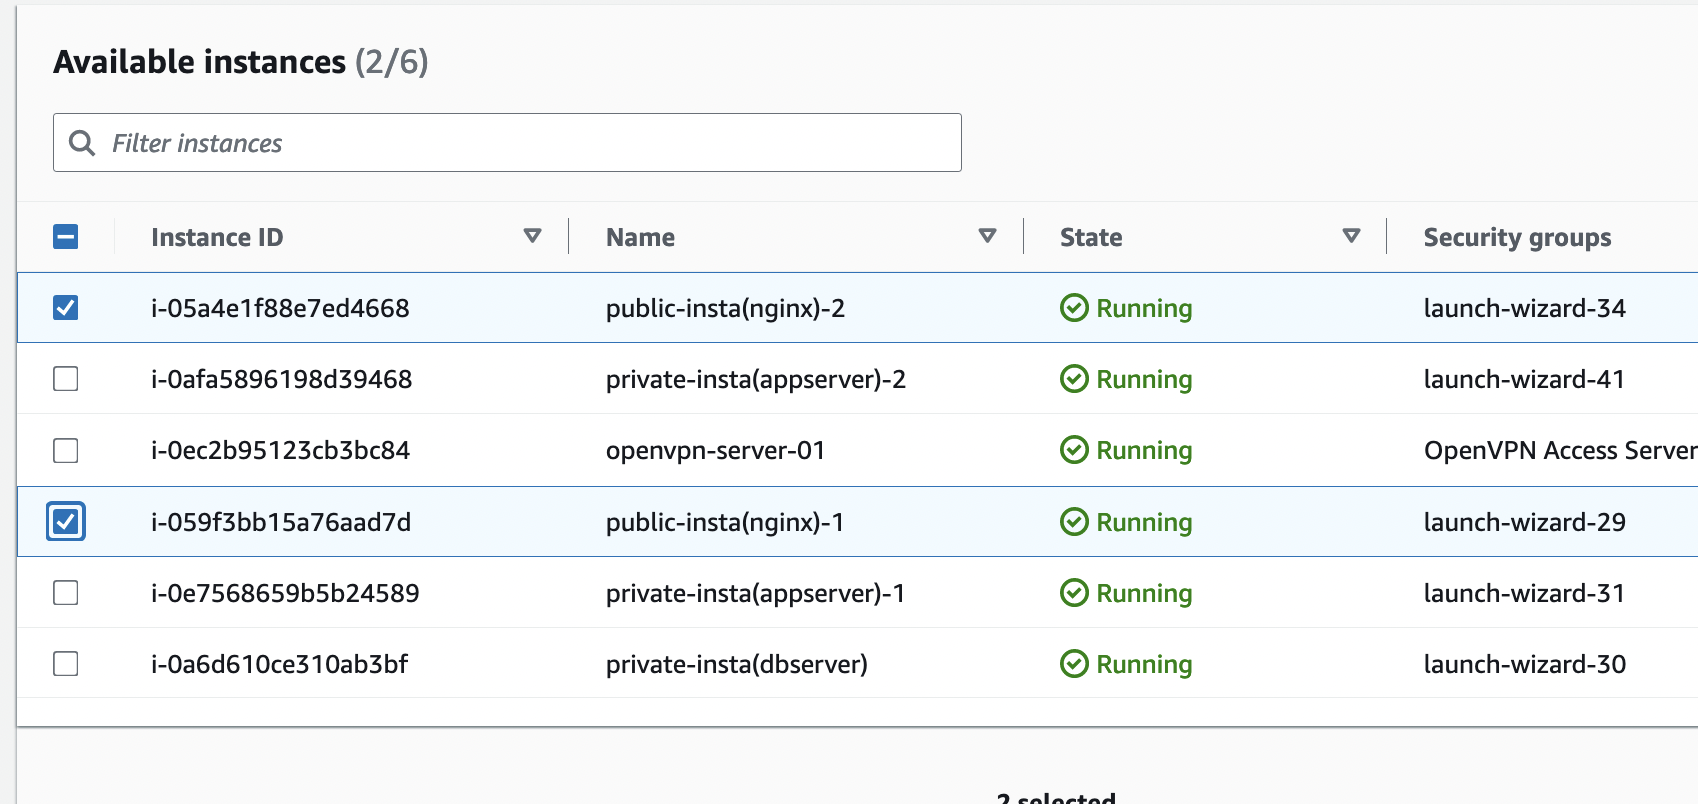 Available instances (2/6)
Filter instances
Instance ID Name State Security groups
i-05a4e1f88e7ed4668 public-insta(nginx)-2 Running launch-wizard-34
i-0afa5896198d39468 private-insta(appserver)-2 Running launch-wizard-41
i-0ec2b95123cb3bc84 openvpn-server-01 Running OpenVPN Access Server
i-059f3bb15a76aad7d public-insta(nginx)-1 Running launch-wizard-29
i-0e7568659b5b24589 private-insta(appserver)-1 Running launch-wizard-31
i-0a6d610ce310ab3bf private-insta(dbserver) Running launch-wizard-30
2 selected